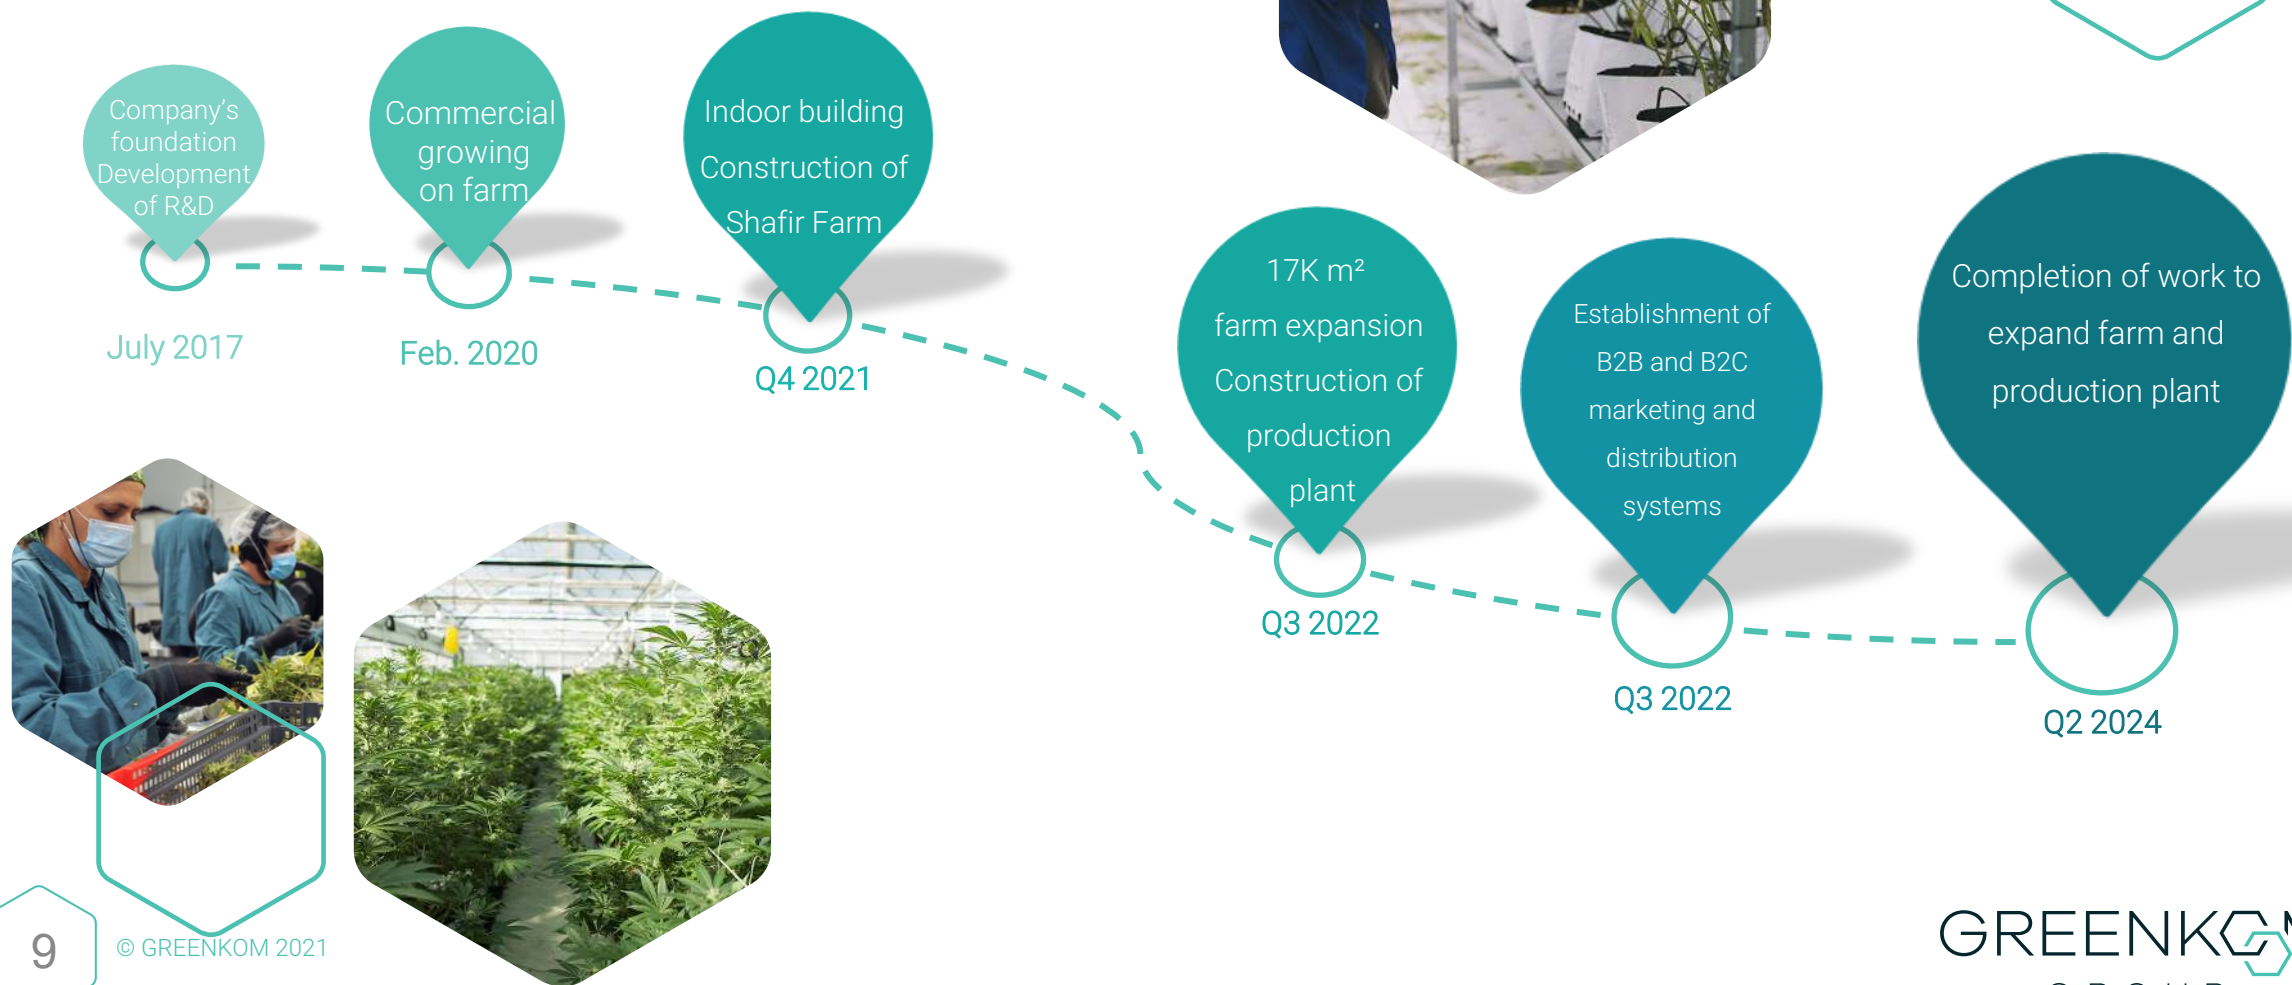 Company’s
foundation
Development
of R&D
July 2017
Commercial
growing
on farm
Feb. 2020
Indoor building
Construction of
Shafir Farm
Q4 2021
17K m²
farm expansion
Construction of
production
plant
Q3 2022
Establishment of
B2B and B2C
marketing and
distribution
systems
Q3 2022
Completion of work to
expand farm and
production plant
Q2 2024
9
© GREENKOM 2021
GREENKOM